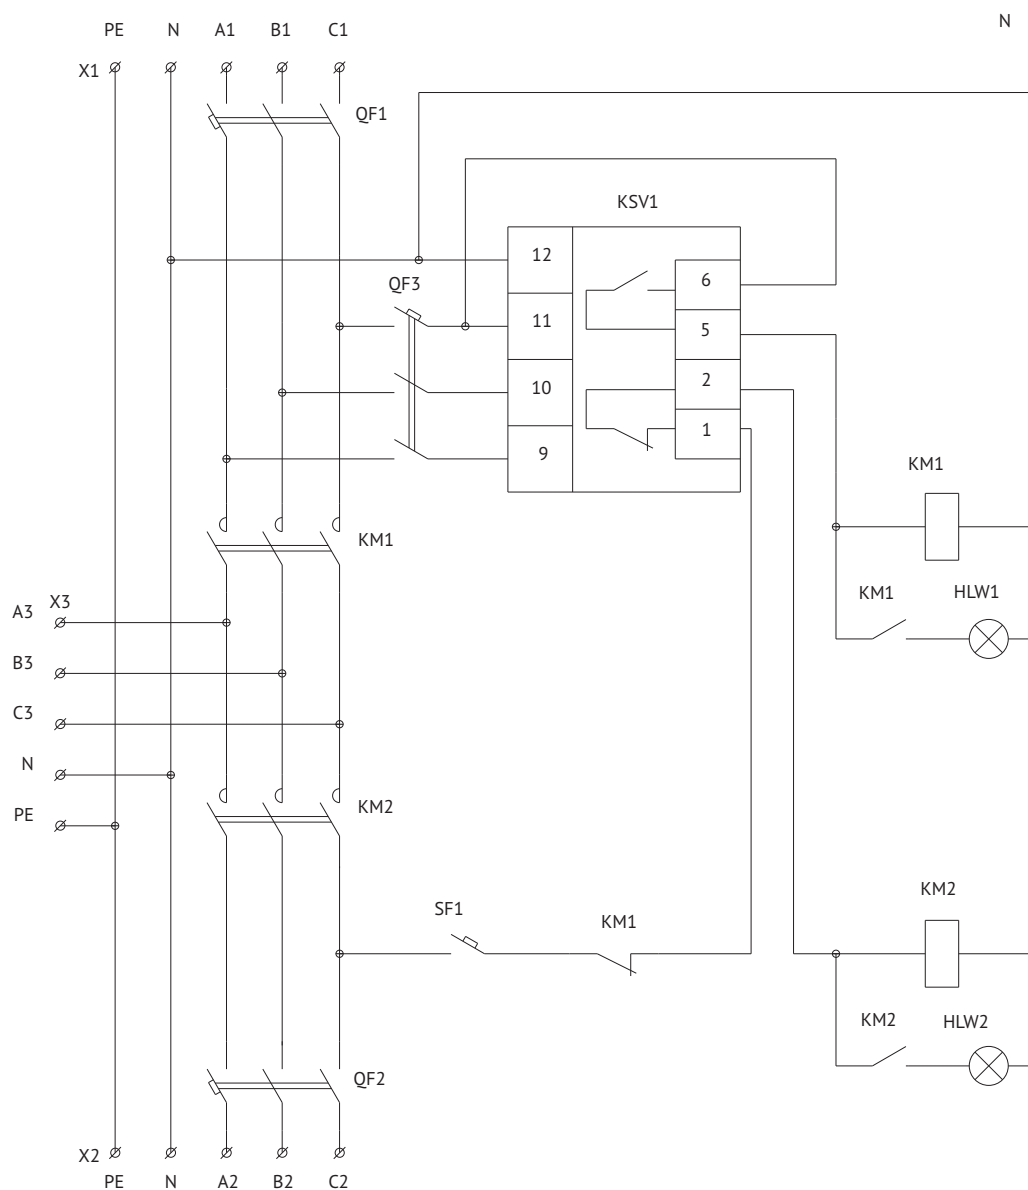 PE N A1 B1 C1 N
X1
QF1
KSV1
12
6
QF3
11
5
10
2
9
1
KM1
KM1
X3
A3
KM1 HLW1
B3
C3
N
KM2
PE
KM2
SF1
KM1
KM2 HLW2
QF2
X2
PE N A2 B2 C2